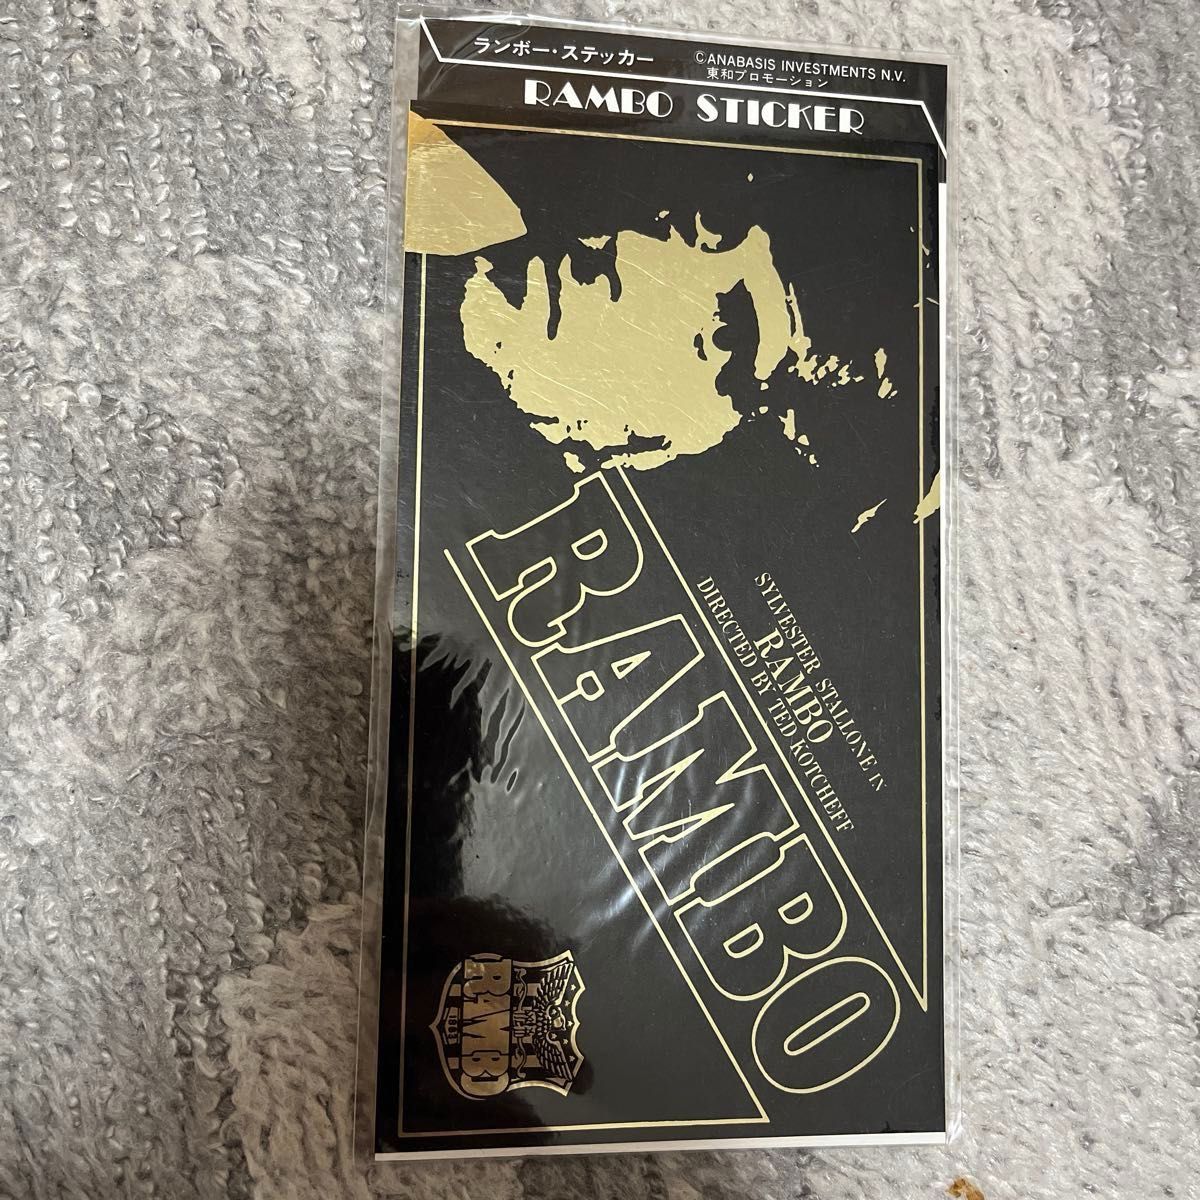 ランボー・ステッカー
©ANABASIS INVESTMENTS N.V.
東和プロモーション
RAMBO STICKER
SYLVESTER STALLONE IN
RAMBO
DIRECTED BY TED KOTCHEFF
RAMBO
RAMBO